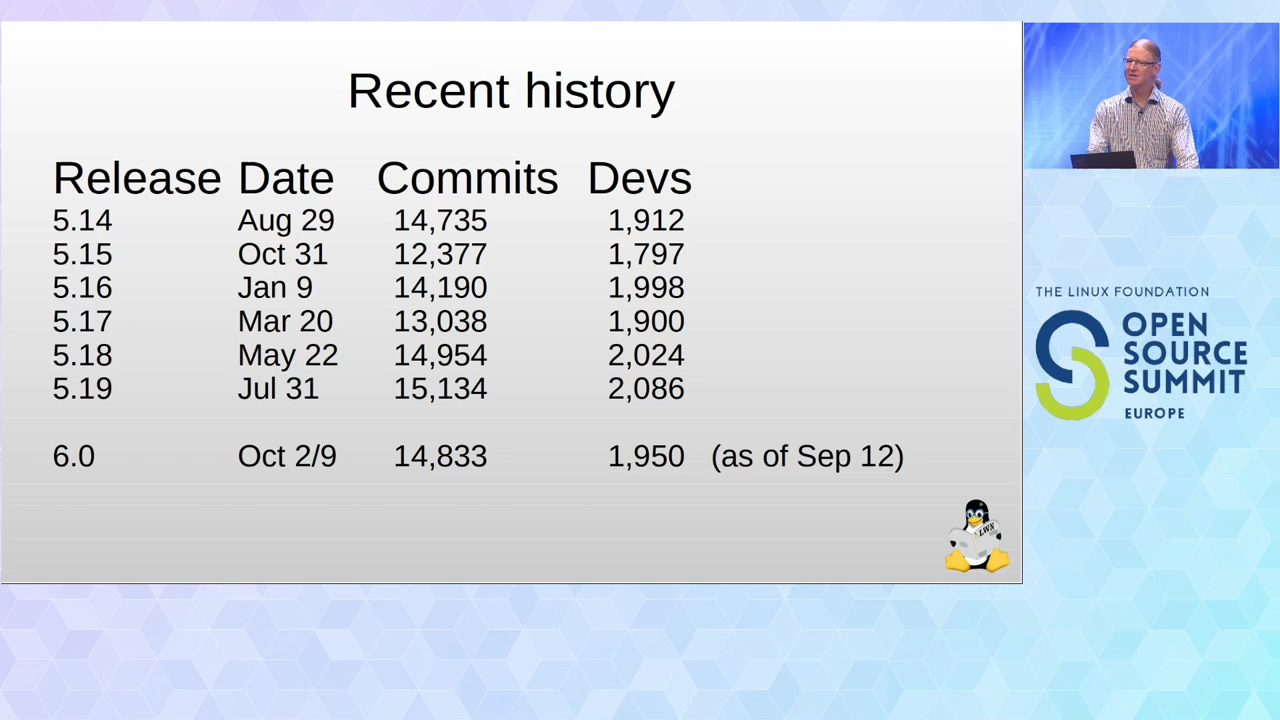 Recent history
Release Date Commits Devs
5.14 Aug 29 14,735 1,912
5.15 Oct 31 12,377 1,797
5.16 Jan 9 14,190 1,998
5.17 Mar 20 13,038 1,900
5.18 May 22 14,954 2,024
5.19 Jul 31 15,134 2,086
6.0 Oct 2/9 14,833 1,950 (as of Sep 12)
LWN
THE LINUX FOUNDATION
OPEN
SOURCE
SUMMIT
EUROPE